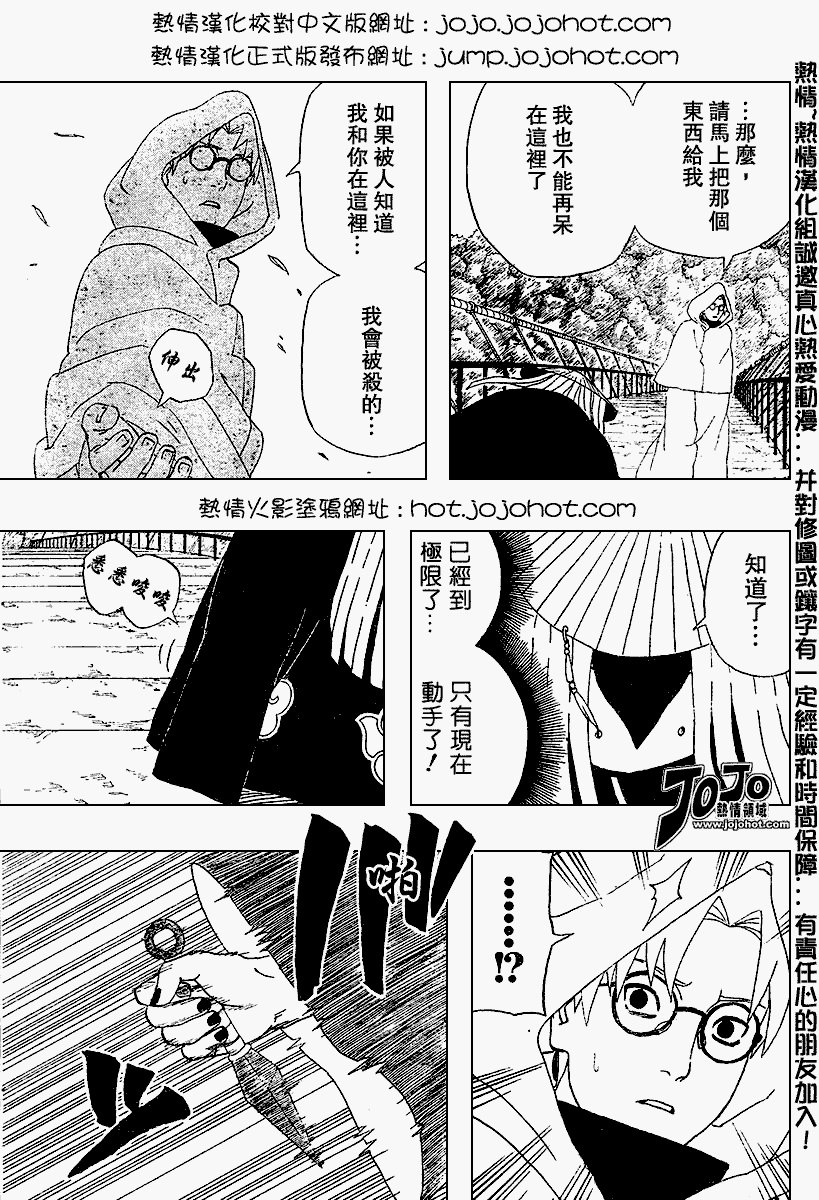 熱情漢化校對中文版網址：jojo.jojohot.com
熱情漢化正式版發布網址：jump.jojohot.com
…那麼，
請馬上把那個
東西給我
我也不能再呆
在這裡了
如果被人知道
我和你在這裡…
我會被殺的…
伸出
熱情火影塗鴉網址：hot.jojohot.com
知道了…
已經到
極限了…
只有現在
動手了！
悉悉唆唆
JOJO
熱情領域
www.jojohot.com
……!?
啪
熱情，熱情漢化組誠邀真心熱愛動漫…并對修圖或鑲字有一定經驗和時間保障…有責任心的朋友加入！